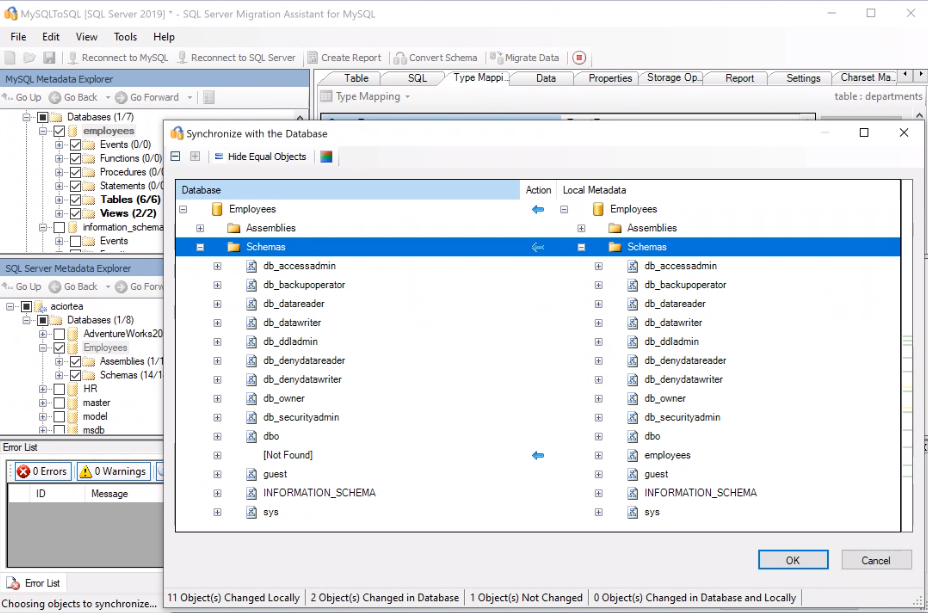 MySQLToSQL [SQL Server 2019] * - SQL Server Migration Assistant for MySQL
File Edit View Tools Help
Reconnect to MySQL Reconnect to SQL Server Create Report Convert Schema Migrate Data
MySQL Metadata Explorer
Go Up Go Back Go Forward
Databases (1/7)
employees
Events (0/0)
Functions (0/0)
Procedures (0/0
Statements (0/0
Tables (6/6)
Views (2/2)
information_schema
Events
Table SQL Type Mappi... Data Properties Storage Op... Report Settings Charset Ma...
Type Mapping table : departments
SQL Server Metadata Explorer
Go Up Go Back Go Forw
aciortea
Databases (1/8)
AdventureWorks20
Employees
Assemblies (1/1
Schemas (14/1
HR
master
model
msdb
Error List
0 Errors 0 Warnings
ID Message
Error List
Choosing objects to synchronize...
Synchronize with the Database
Hide Equal Objects
Database Action Local Metadata
Employees Employees
Assemblies Assemblies
Schemas Schemas
db_accessadmin db_accessadmin
db_backupoperator db_backupoperator
db_datareader db_datareader
db_datawriter db_datawriter
db_ddladmin db_ddladmin
db_denydatareader db_denydatareader
db_denydatawriter db_denydatawriter
db_owner db_owner
db_securityadmin db_securityadmin
dbo dbo
[Not Found] employees
guest guest
INFORMATION_SCHEMA INFORMATION_SCHEMA
sys sys
OK Cancel
11 Object(s) Changed Locally 2 Object(s) Changed in Database 1 Object(s) Not Changed 0 Object(s) Changed in Database and Locally